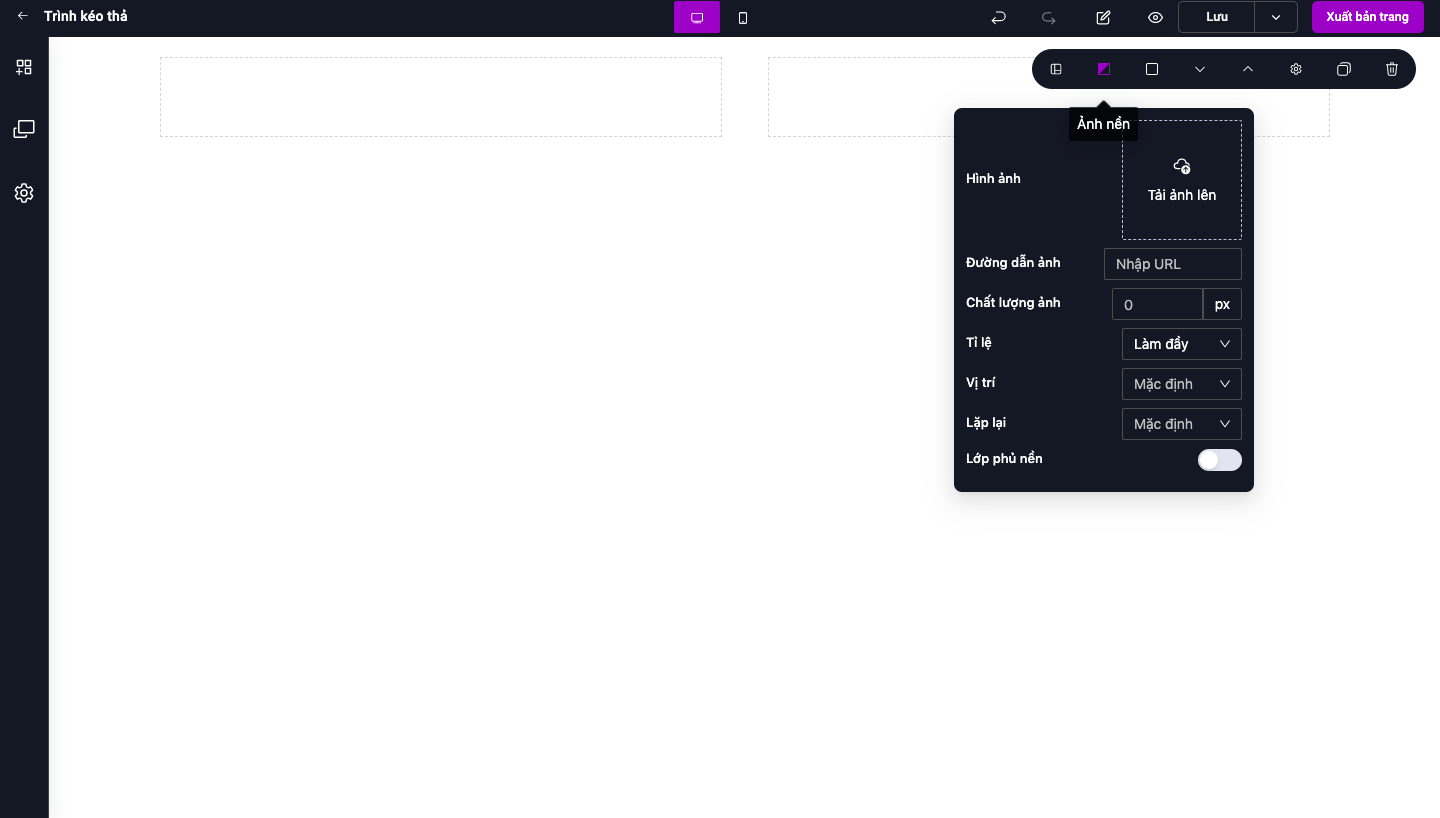 Trình kéo thả
Lưu
Xuất bản trang
Ảnh nền
Hình ảnh
Tải ảnh lên
Đường dẫn ảnh
Nhập URL
Chất lượng ảnh
0
px
Tỉ lệ
Làm đầy
Vị trí
Mặc định
Lặp lại
Mặc định
Lớp phủ nền